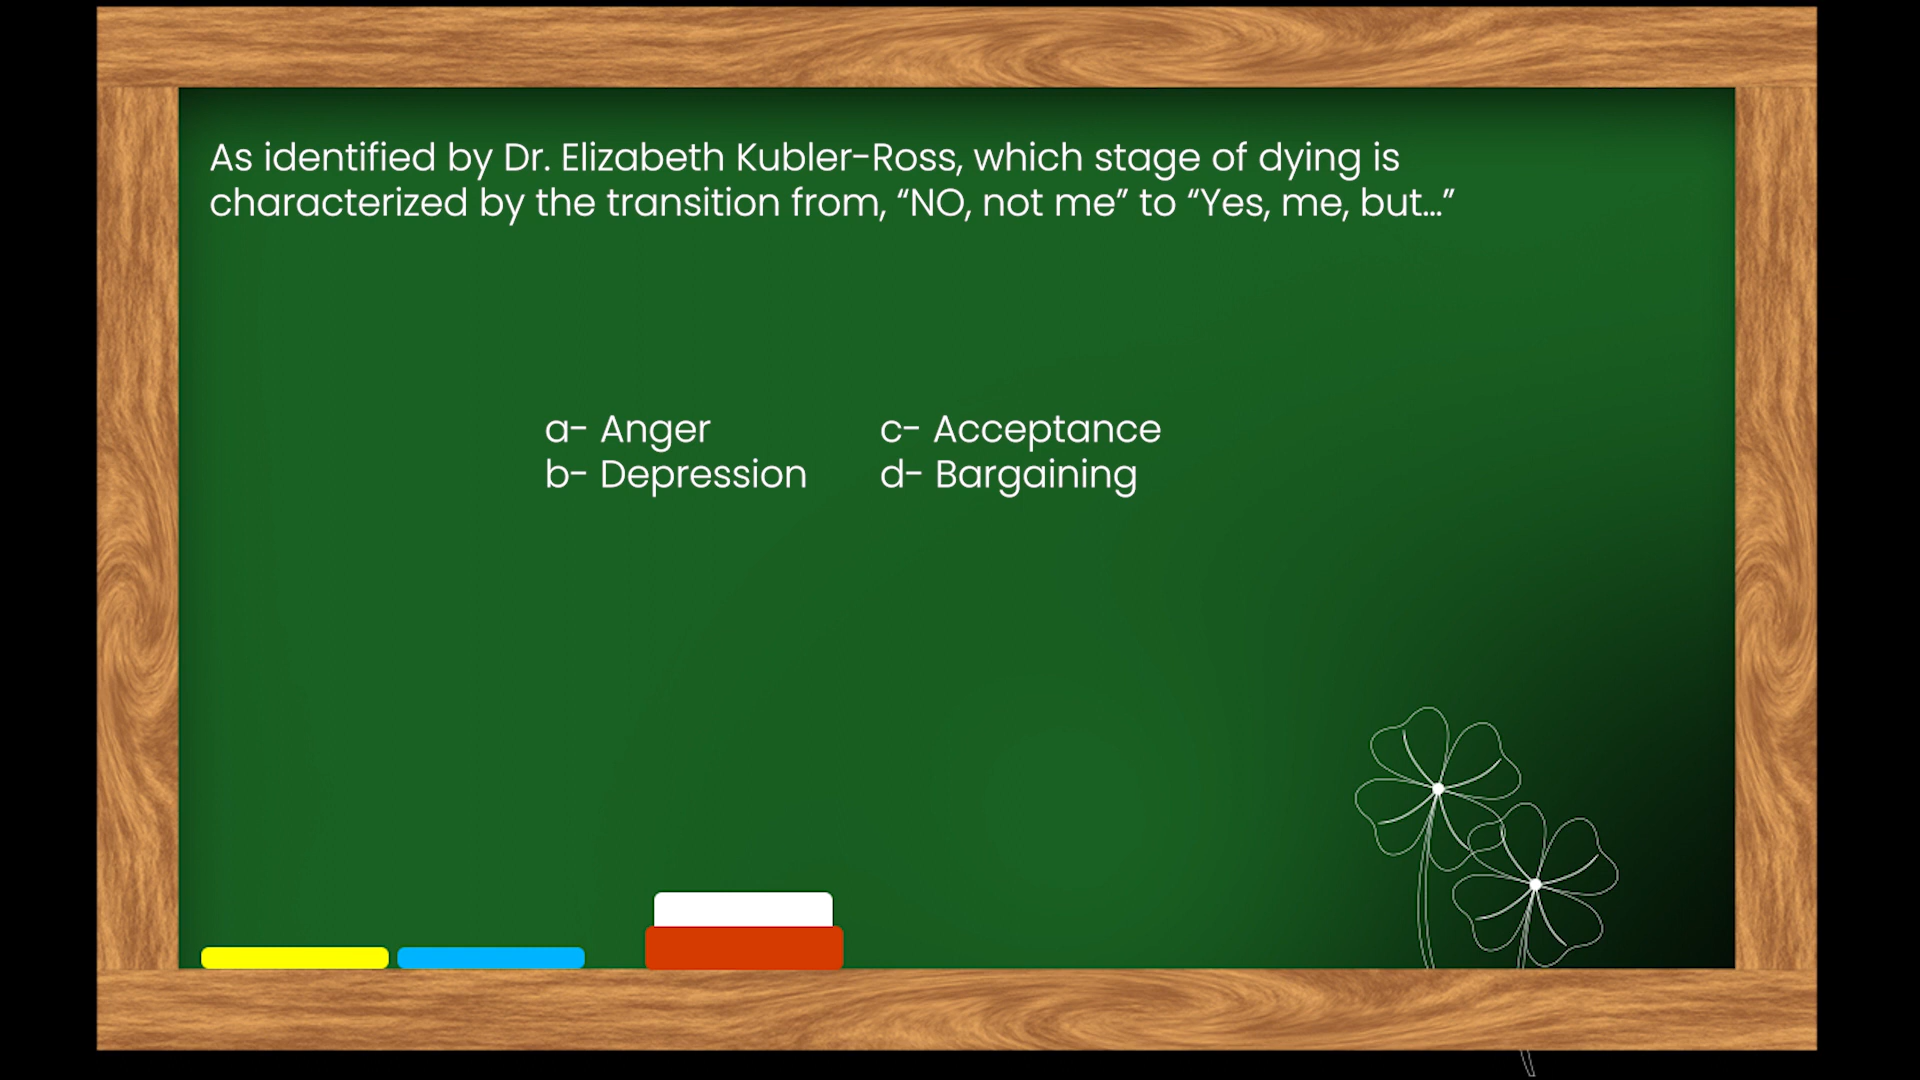 As identified by Dr. Elizabeth Kubler-Ross, which stage of dying is
characterized by the transition from, “NO, not me” to “Yes, me, but...”
a- Anger
b- Depression
c- Acceptance
d- Bargaining